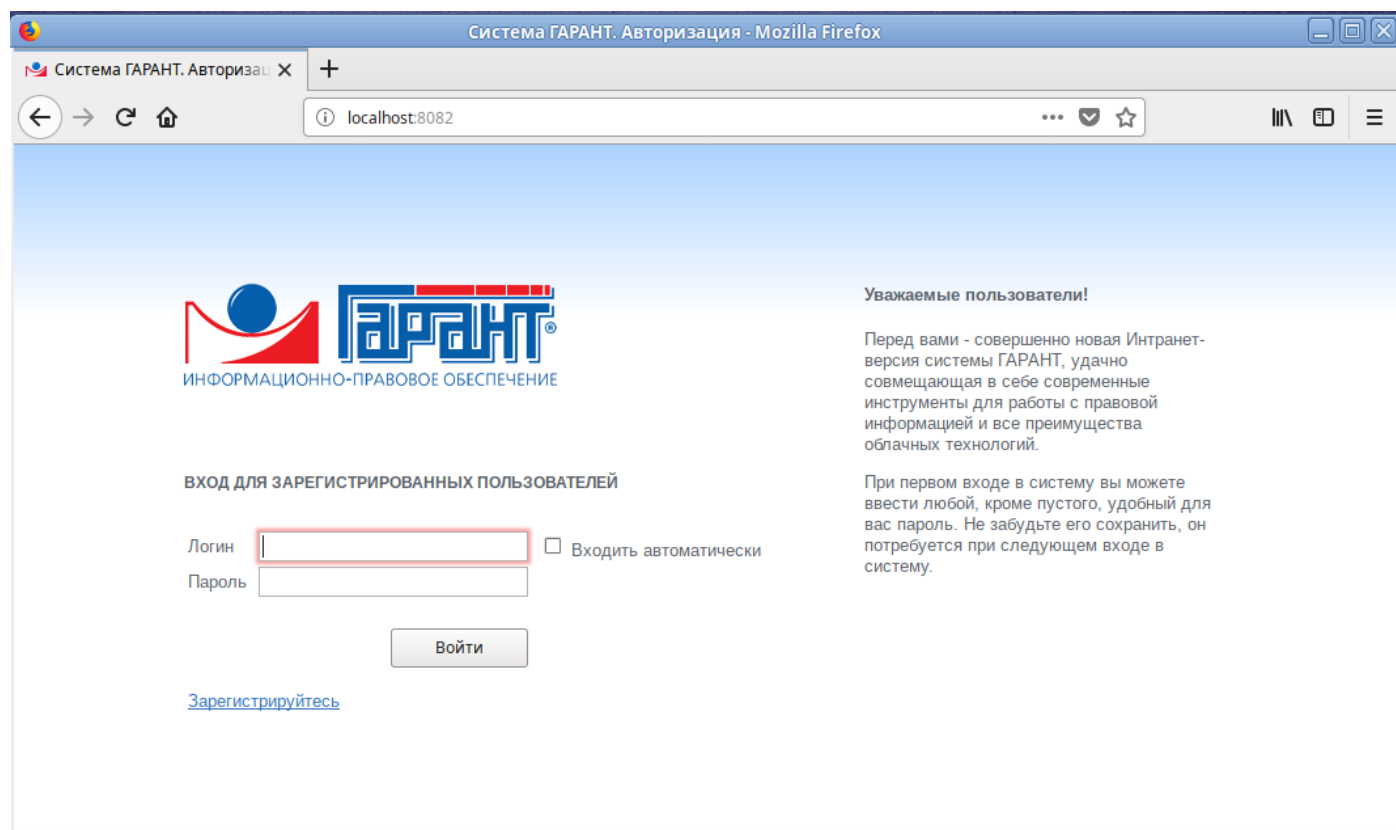 Система ГАРАНТ. Авторизация - Mozilla Firefox
Система ГАРАНТ. Авторизац
localhost:8082
Гарант®
ИНФОРМАЦИОННО-ПРАВОВОЕ ОБЕСПЕЧЕНИЕ
ВХОД ДЛЯ ЗАРЕГИСТРИРОВАННЫХ ПОЛЬЗОВАТЕЛЕЙ
Логин
Входить автоматически
Пароль
Войти
Зарегистрируйтесь
Уважаемые пользователи!
Перед вами - совершенно новая Интранет-
версия системы ГАРАНТ, удачно
совмещающая в себе современные
инструменты для работы с правовой
информацией и все преимущества
облачных технологий.
При первом входе в систему вы можете
ввести любой, кроме пустого, удобный для
вас пароль. Не забудьте его сохранить, он
потребуется при следующем входе в
систему.